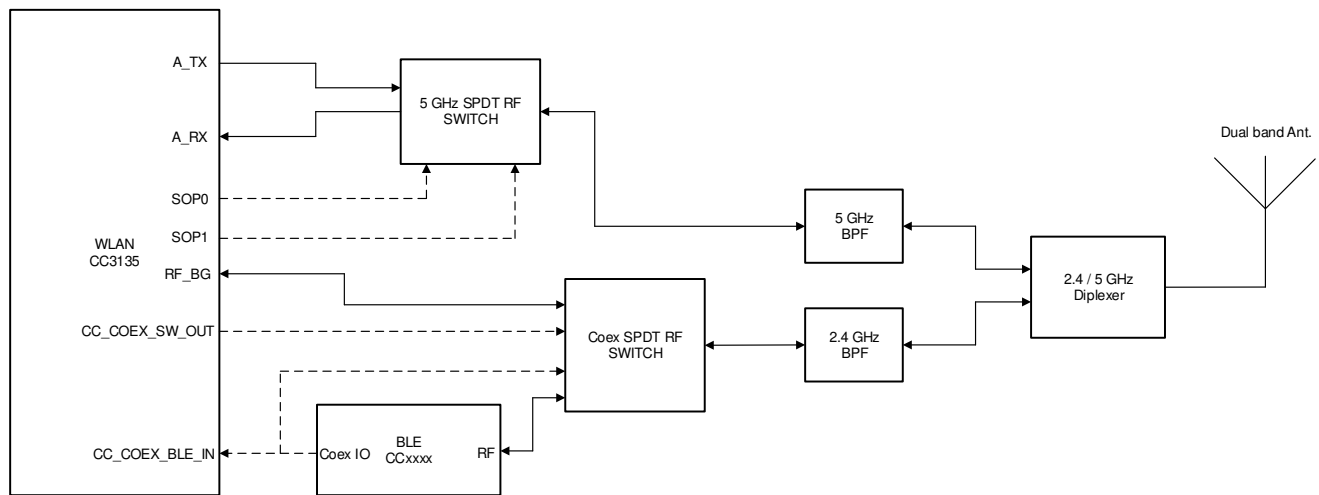 A_TX
A_RX
SOP0
SOP1
WLAN
CC3135
RF_BG
CC_COEX_SW_OUT
CC_COEX_BLE_IN
5 GHz SPDT RF
SWITCH
Coex SPDT RF
SWITCH
Coex IO
BLE
CCxxxx
RF
5 GHz
BPF
2.4 GHz
BPF
2.4 / 5 GHz
Diplexer
Dual band Ant.